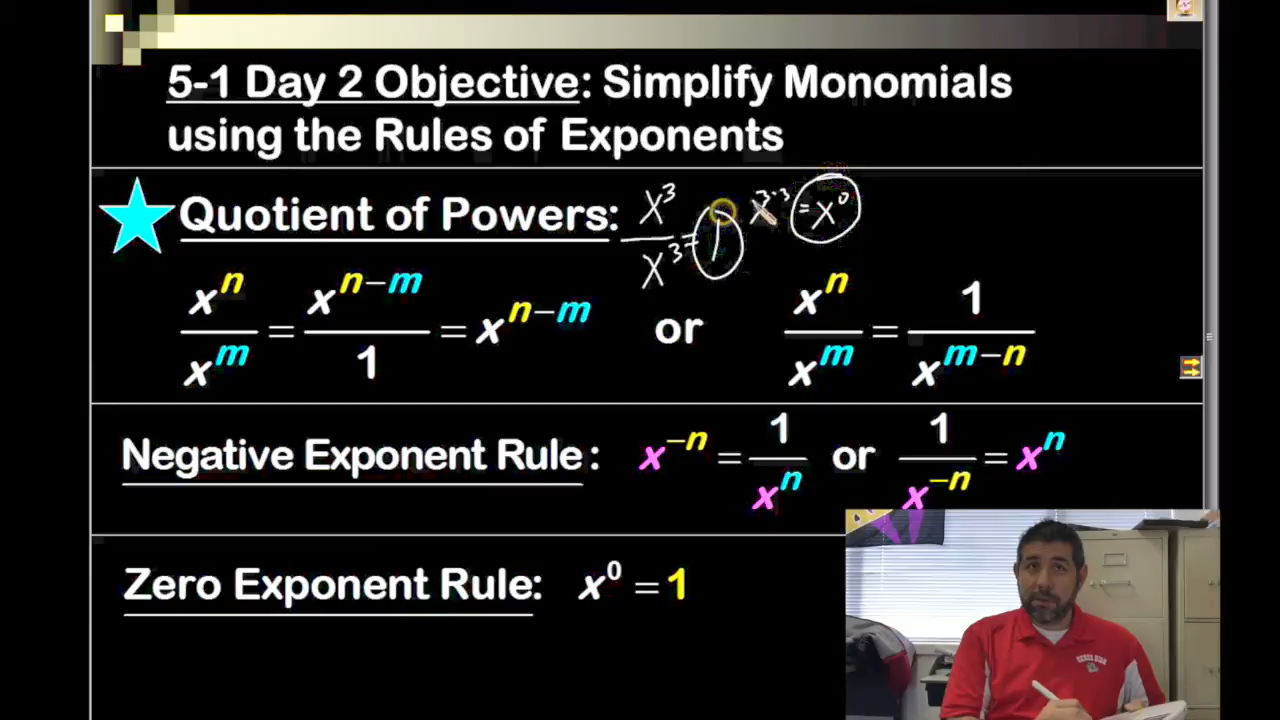 5-1 Day 2 Objective: Simplify Monomials
using the Rules of Exponents
Quotient of Powers: x³/x³ = 1 x³⁻³ = x⁰
xⁿ/xᵐ = xⁿ⁻ᵐ/1 = xⁿ⁻ᵐ or xⁿ/xᵐ = 1/xᵐ⁻ⁿ
Negative Exponent Rule: x⁻ⁿ = 1/xⁿ or 1/x⁻ⁿ = xⁿ
Zero Exponent Rule: x⁰ = 1